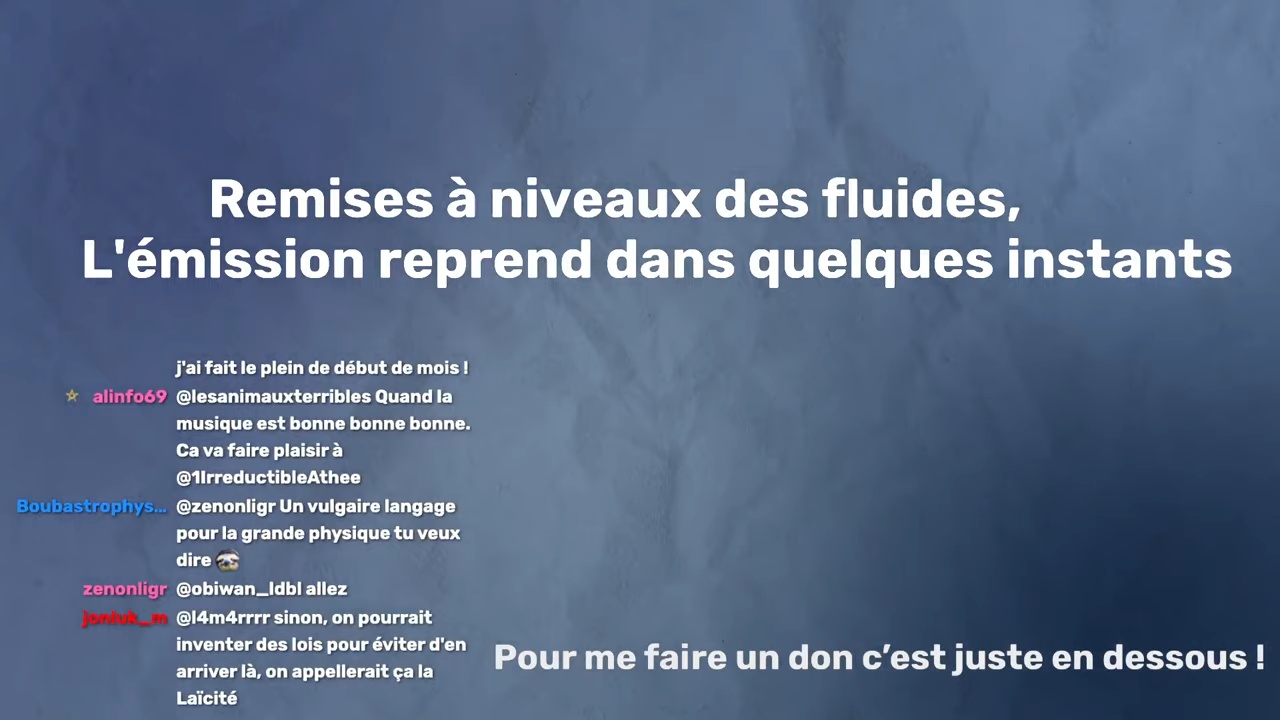 Remises à niveaux des fluides,
L'émission reprend dans quelques instants
j'ai fait le plein de début de mois !
alinfo69 @lesanimauxterribles Quand la
musique est bonne bonne bonne.
Ca va faire plaisir à
@1IrreductibleAthee
Boubastrophys… @zenonligr Un vulgaire langage
pour la grande physique tu veux
dire
zenonligr @obiwan_ldbl allez
jonluk_m @l4m4rrrr sinon, on pourrait
inventer des lois pour éviter d'en
arriver là, on appellerait ça la
Laïcité
Pour me faire un don c’est juste en dessous !